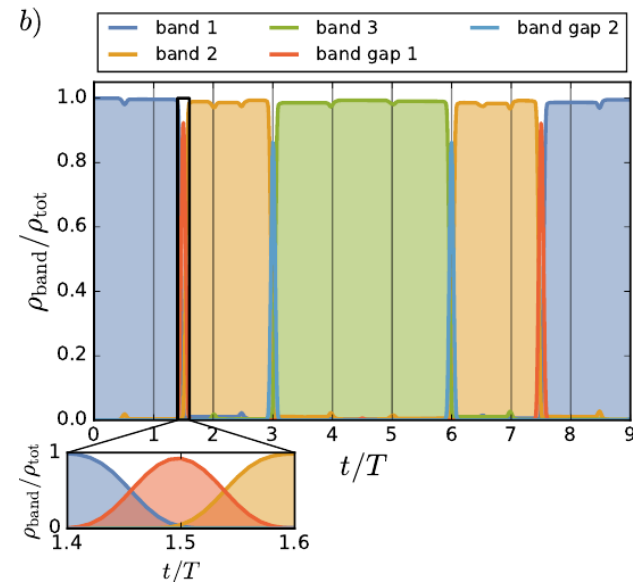 b)
band 1 band 3 band gap 2
band 2 band gap 1
ρband/ρtot
1.0
0.8
0.6
0.4
0.2
0.0
0 1 2 3 4 5 6 7 8 9
t/T
ρband/ρtot
1
0
1.4 1.5 1.6
t/T